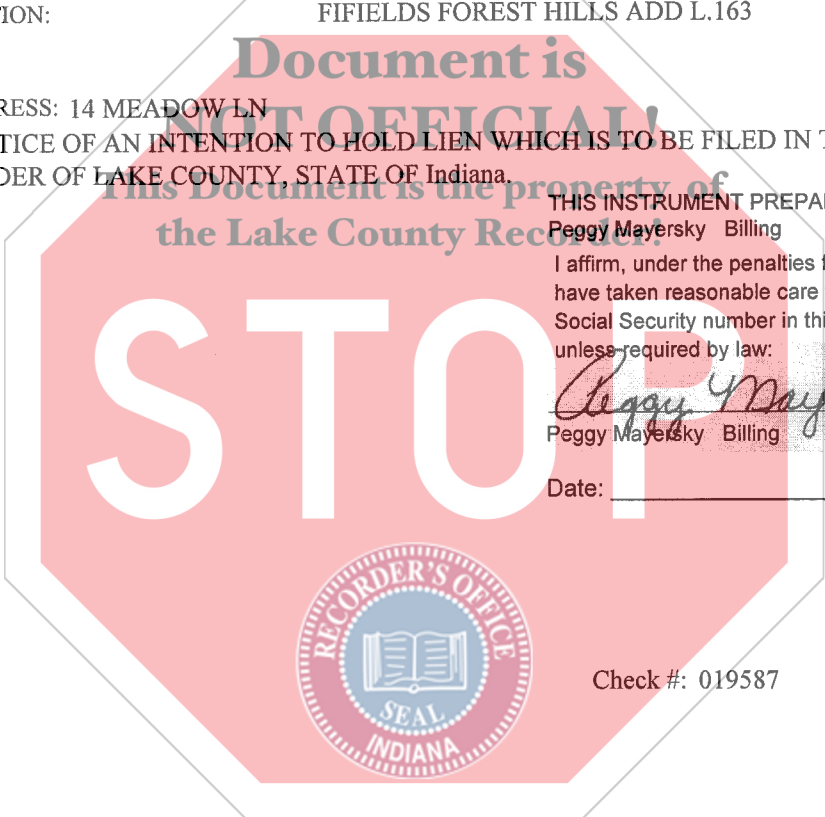 TION: FIFIELDS FOREST HILLS ADD L.163
Document is
RESS: 14 MEADOW LN
NOT OFFICIAL!
TICE OF AN INTENTION TO HOLD LIEN WHICH IS TO BE FILED IN T
DER OF LAKE COUNTY, STATE OF Indiana.
This Document is the property of
the Lake County Recorder!
THIS INSTRUMENT PREPA
Peggy Mayersky Billing
I affirm, under the penalties f
have taken reasonable care
Social Security number in thi
unless required by law:
Peggy May
Peggy Mayersky Billing
STOP
Date:
RECORDER'S OFFICE
SEAL
INDIANA
Check #: 019587